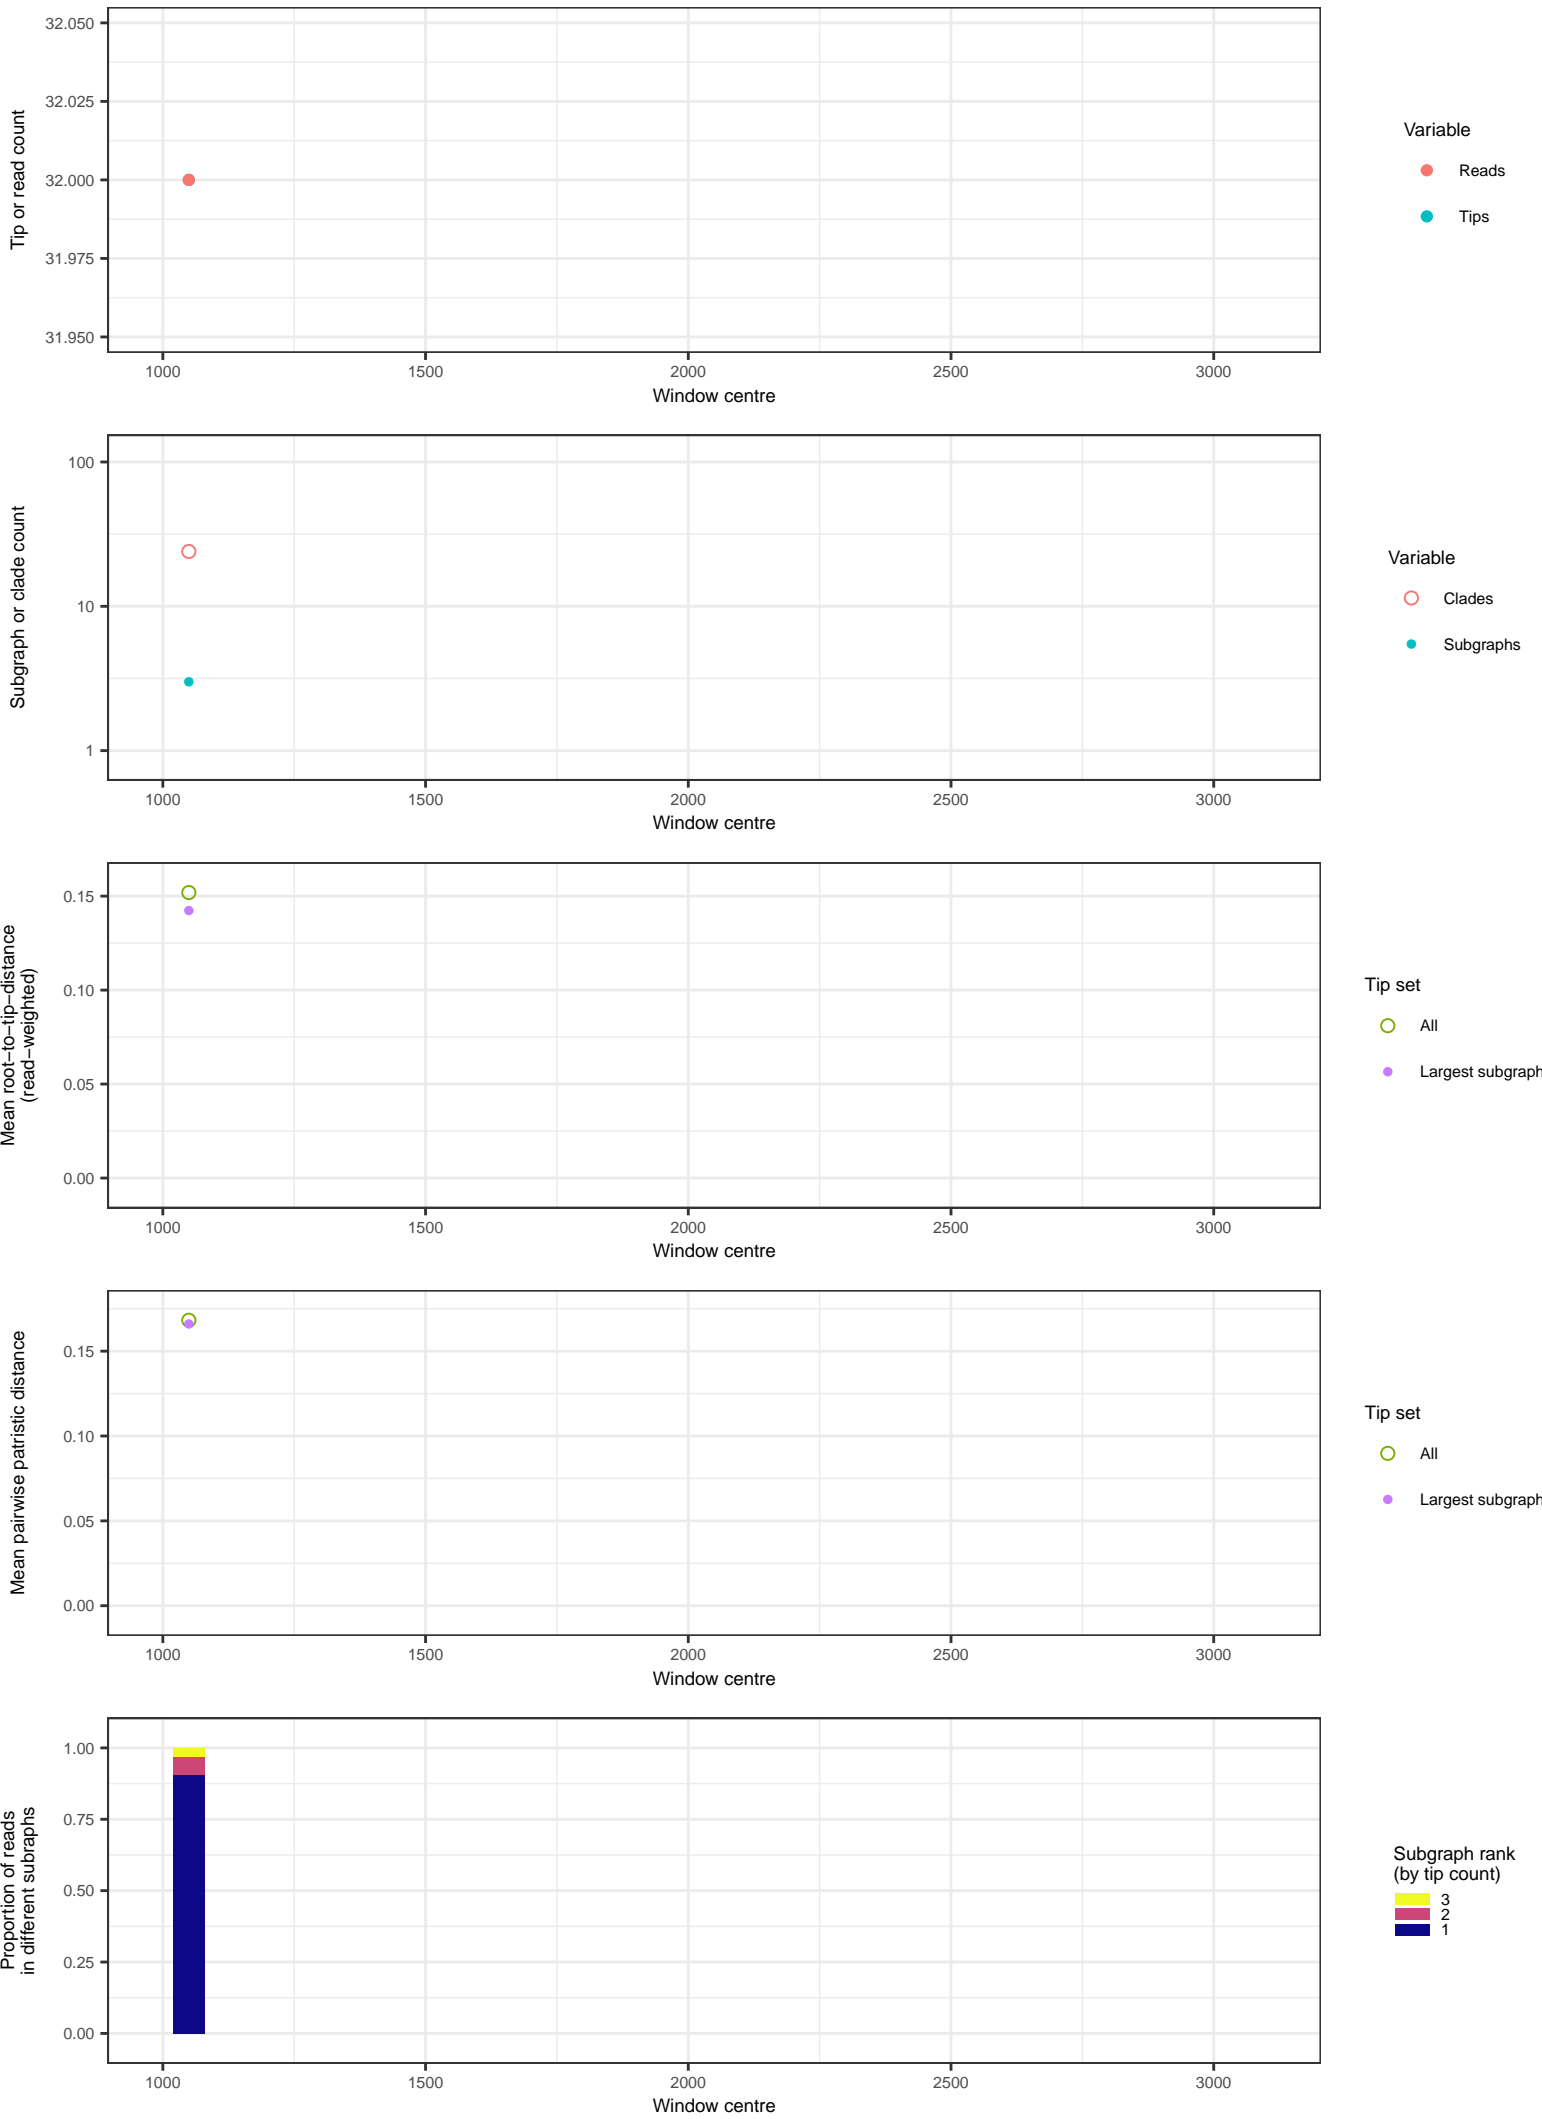 32.050
32.025
32.000
31.975
31.950
Tip or read count
1000 1500 2000 2500 3000
Window centre
Variable
Reads
Tips
100
10
1
Subgraph or clade count
1000 1500 2000 2500 3000
Window centre
Variable
Clades
Subgraphs
0.15
0.10
0.05
0.00
Mean root−to−tip−distance
(read−weighted)
1000 1500 2000 2500 3000
Window centre
Tip set
All
Largest subgraph
0.15
0.10
0.05
0.00
Mean pairwise patristic distance
1000 1500 2000 2500 3000
Window centre
Tip set
All
Largest subgraph
1.00
0.75
0.50
0.25
0.00
Proportion of reads
in different subraphs
1000 1500 2000 2500 3000
Window centre
Subgraph rank
(by tip count)
3
2
1